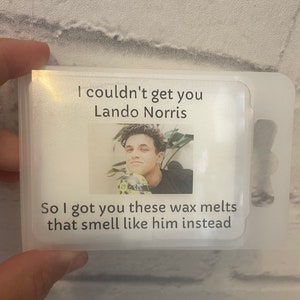 I couldn't get you
Lando Norris
So I got you these wax melts
that smell like him instead